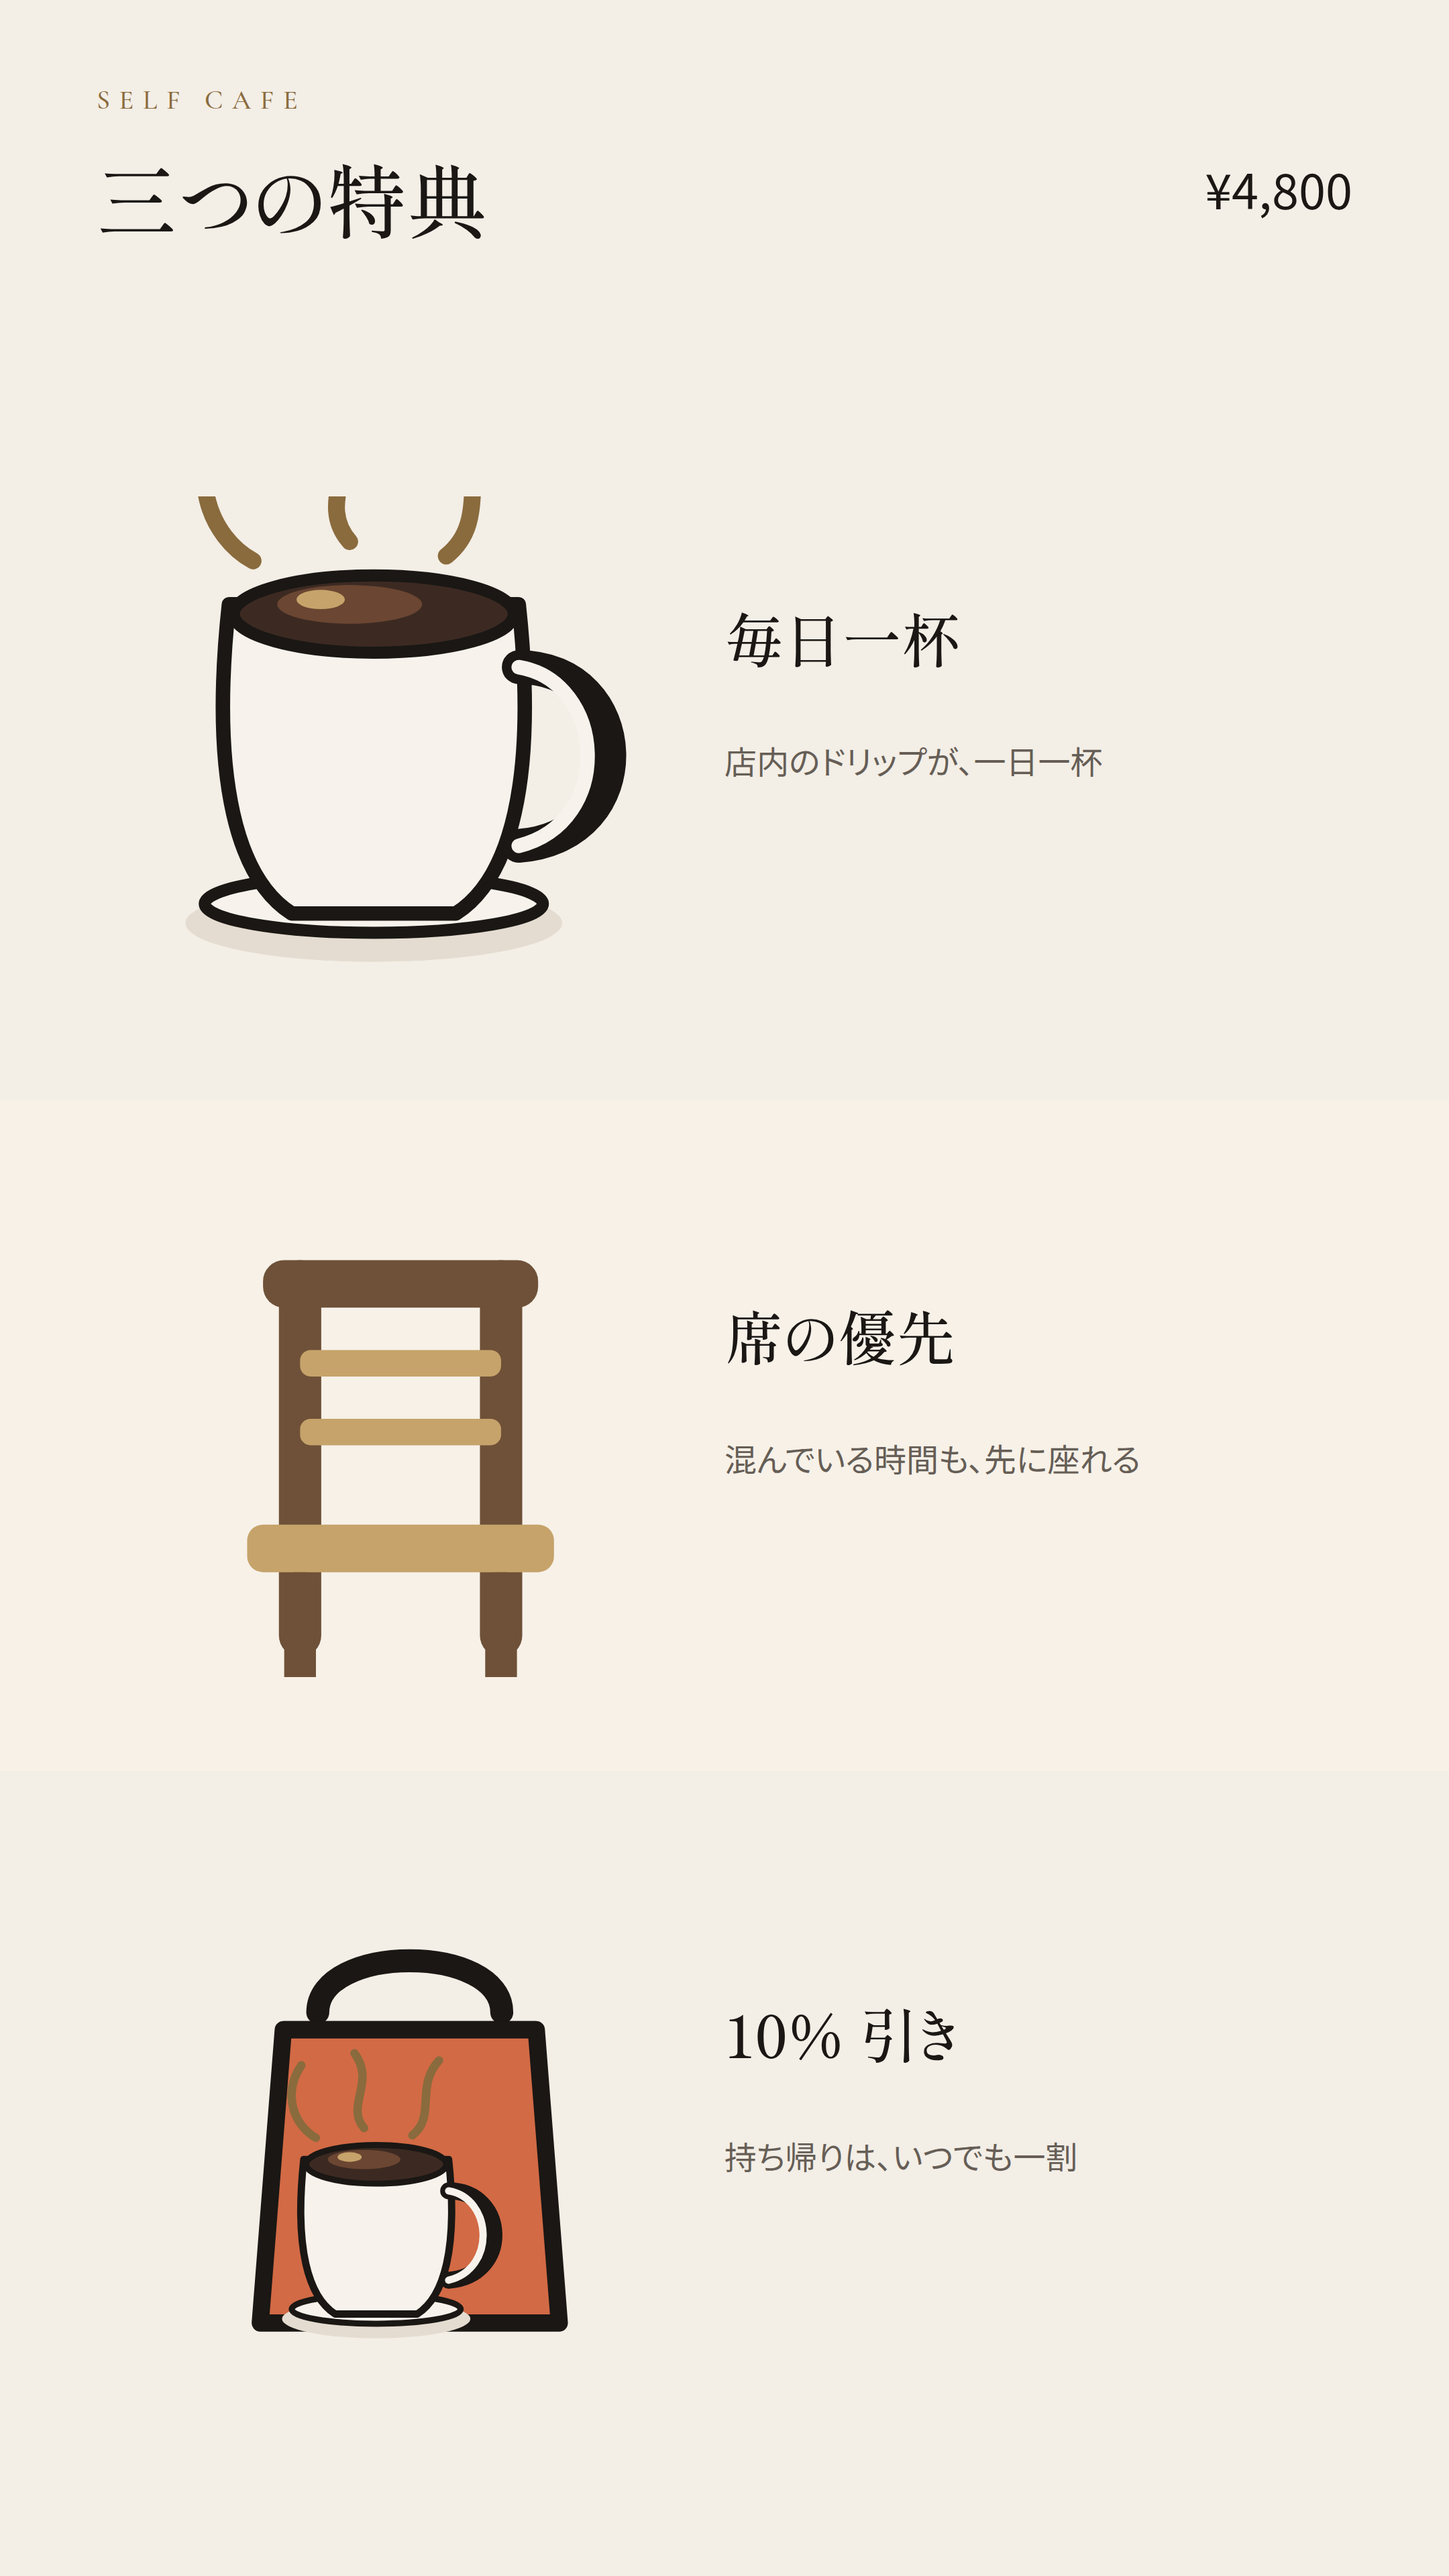 SELF CAFE
三つの特典
¥4,800
毎日一杯
店内のドリップが、一日一杯
席の優先
混んでいる時間も、先に座れる
10% 引き
持ち帰りは、いつでも一割